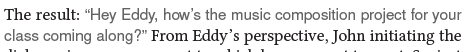 The result: “Hey Eddy, how’s the music composition project for your
class coming along?” From Eddy’s perspective, John initiating the